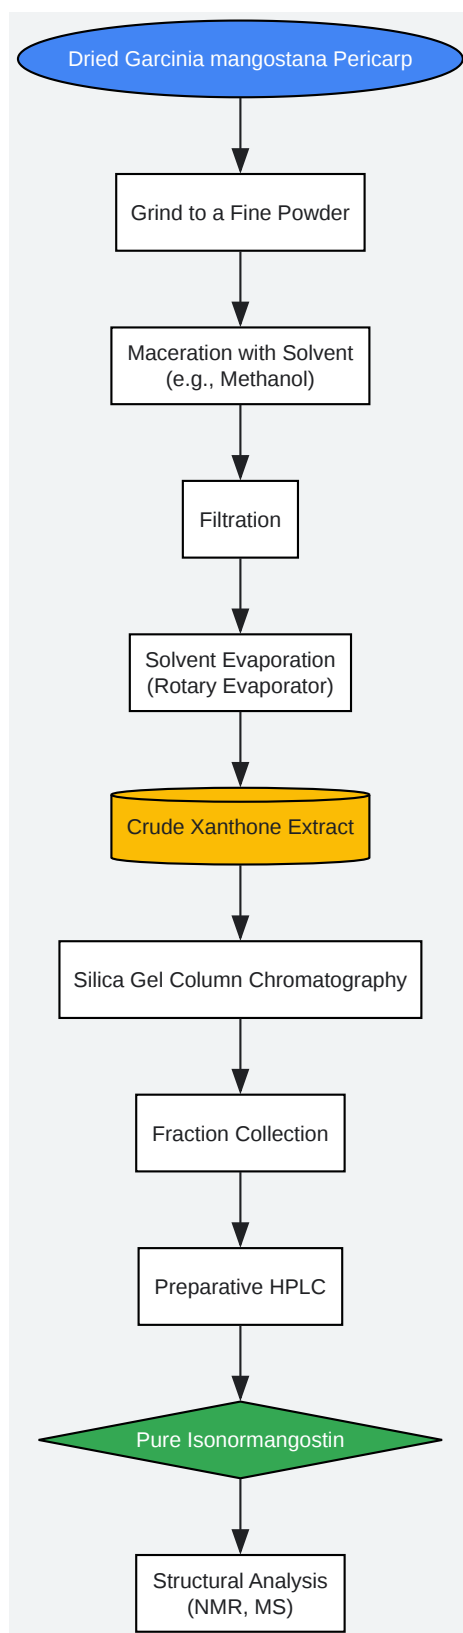 Dried Garcinia mangostana Pericarp
Grind to a Fine Powder
Maceration with Solvent
(e.g., Methanol)
Filtration
Solvent Evaporation
(Rotary Evaporator)
Crude Xanthone Extract
Silica Gel Column Chromatography
Fraction Collection
Preparative HPLC
Pure Isonormangostin
Structural Analysis
(NMR, MS)